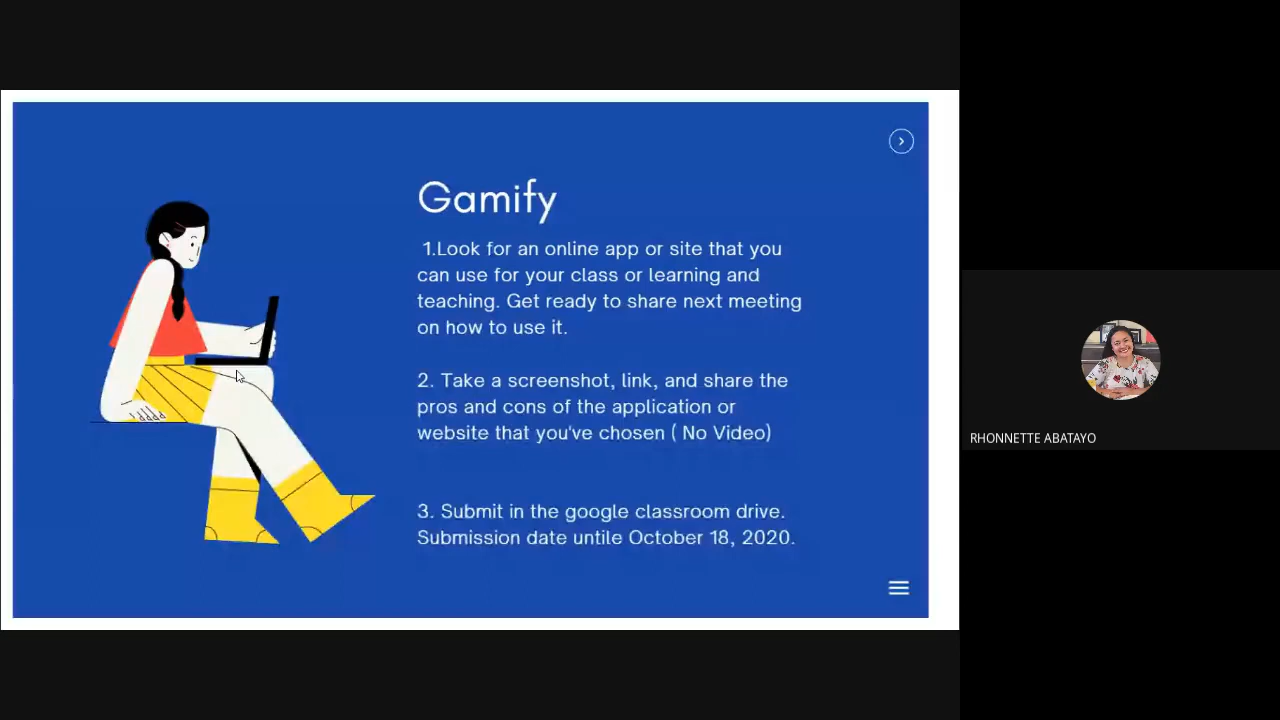 Gamify
1.Look for an online app or site that you
can use for your class or learning and
teaching. Get ready to share next meeting
on how to use it.
2. Take a screenshot, link, and share the
pros and cons of the application or
website that you've chosen ( No Video)
3. Submit in the google classroom drive.
Submission date untile October 18, 2020.
RHONNETTE ABATAYO